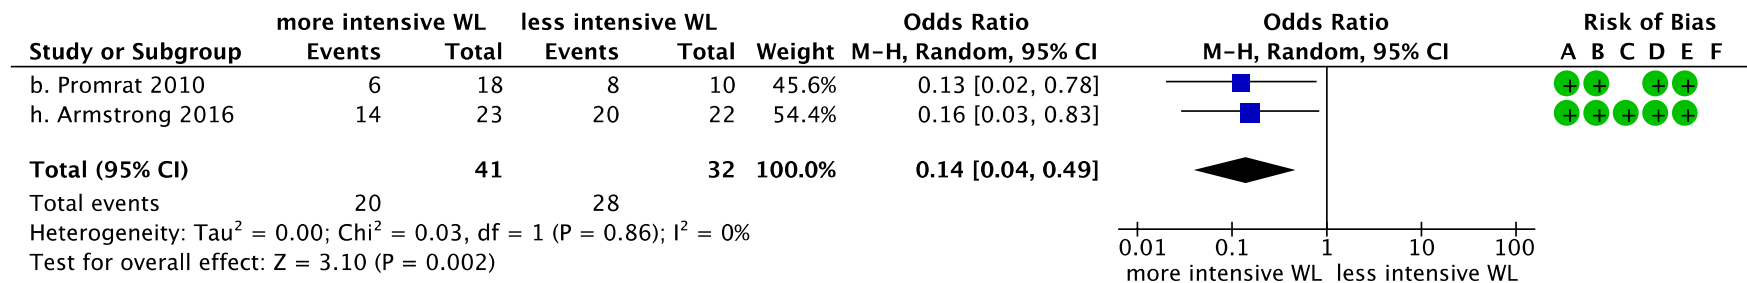 more intensive WL less intensive WL Odds Ratio Odds Ratio Risk of Bias
Study or Subgroup Events Total Events Total Weight M-H, Random, 95% CI M-H, Random, 95% CI A B C D E F
b. Promrat 2010 6 18 8 10 45.6% 0.13 [0.02, 0.78] + + + +
h. Armstrong 2016 14 23 20 22 54.4% 0.16 [0.03, 0.83] + + + + +
Total (95% CI) 41 32 100.0% 0.14 [0.04, 0.49]
Total events 20 28
Heterogeneity: Tau² = 0.00; Chi² = 0.03, df = 1 (P = 0.86); I² = 0%
Test for overall effect: Z = 3.10 (P = 0.002)
0.01 0.1 1 10 100
more intensive WL less intensive WL